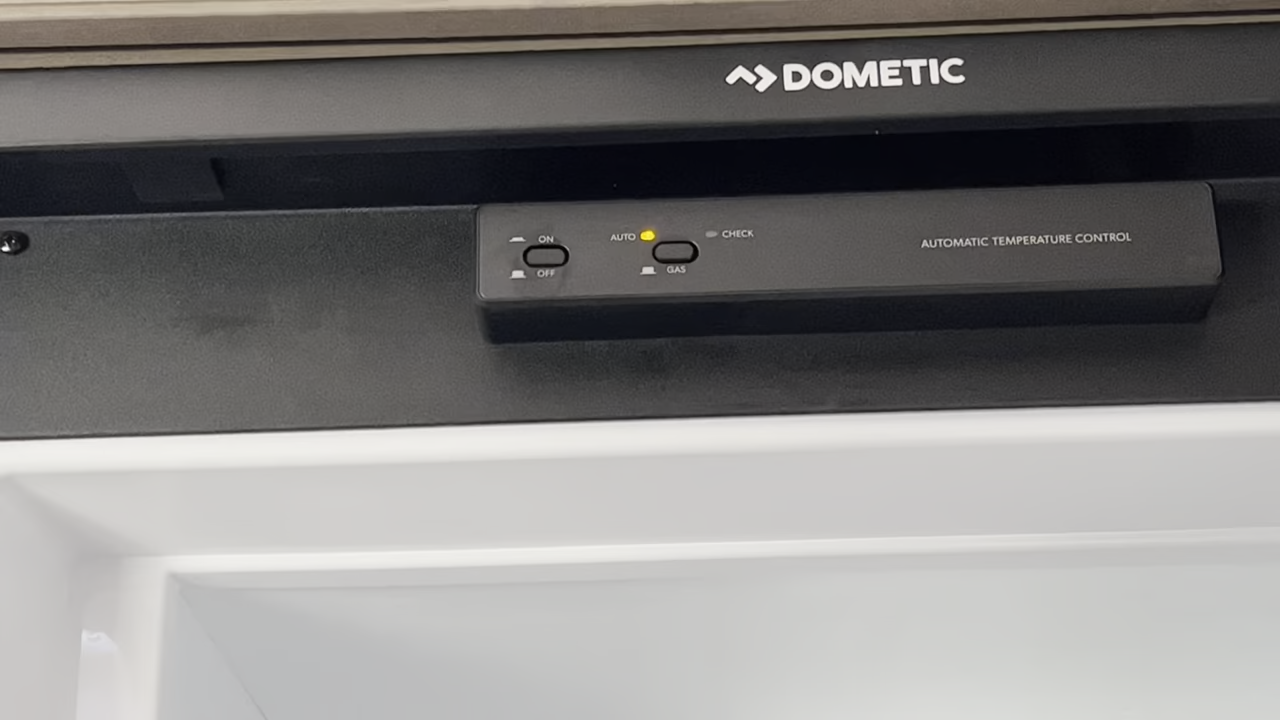 DOMETIC
ON
OFF
AUTO
GAS
CHECK
AUTOMATIC TEMPERATURE CONTROL